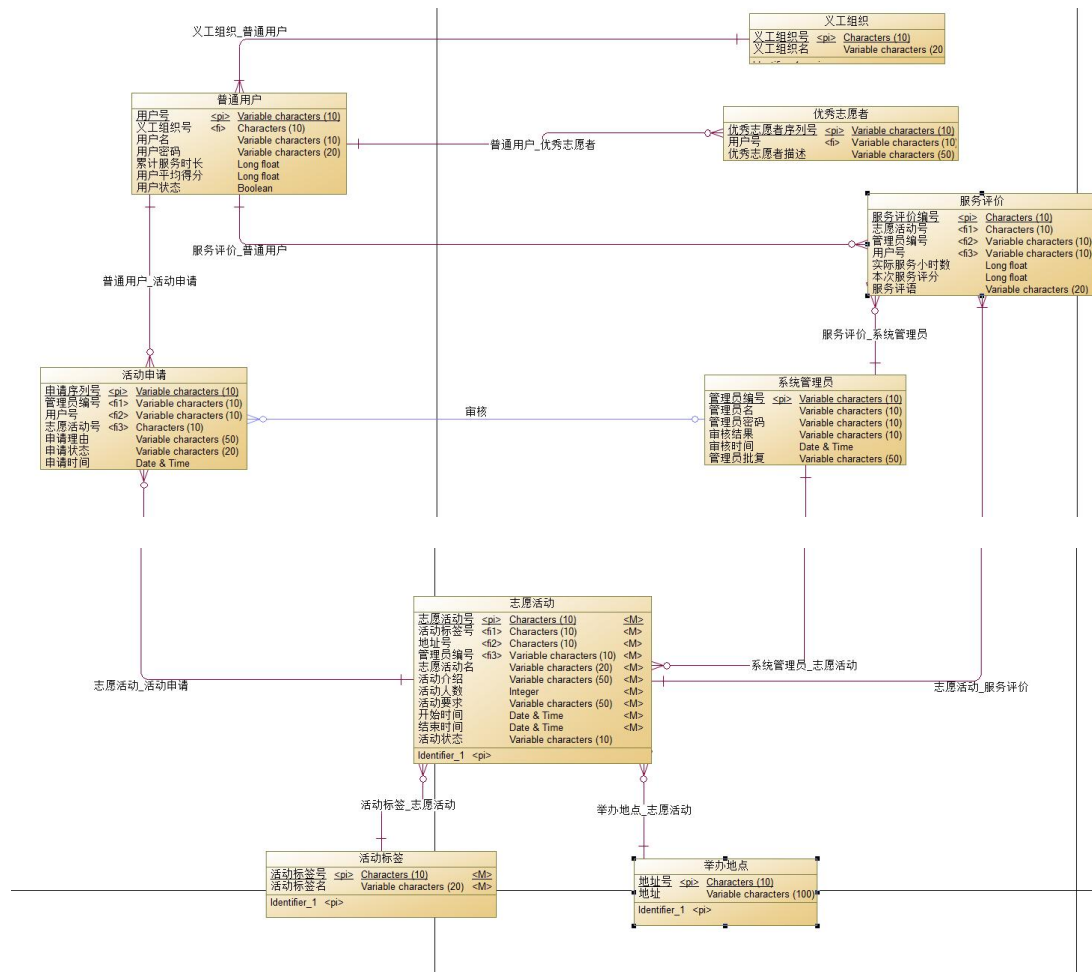 义工组织_普通用户
义工组织
义工组织号 <pi> Characters (10)
义工组织名 Variable characters (20
普通用户
用户号 <pi> Variable characters (10)
义工组织号 <fi> Characters (10)
用户名 Variable characters (10)
用户密码 Variable characters (20)
累计服务时长 Long float
用户平均得分 Long float
用户状态 Boolean
优秀志愿者
优秀志愿者序列号 <pi> Variable characters (10)
用户号 <fi> Variable characters (10
优秀志愿者描述 Variable characters (50)
普通用户_优秀志愿者
服务评价
服务评价编号 <pi> Characters (10)
志愿活动号 <fi1> Characters (10)
管理员编号 <fi2> Variable characters (10)
用户号 <fi3> Variable characters (10)
实际服务小时数 Long float
本次服务评分 Long float
服务评语 Variable characters (20)
服务评价_普通用户
普通用户_活动申请
服务评价_系统管理员
活动申请
申请序列号 <pi> Variable characters (10)
管理员编号 <fi1> Variable characters (10)
用户号 <fi2> Variable characters (10)
志愿活动号 <fi3> Characters (10)
申请理由 Variable characters (50)
申请状态 Variable characters (20)
申请时间 Date & Time
审核
系统管理员
管理员编号 <pi> Variable characters (10)
管理员名 Variable characters (10)
管理员密码 Variable characters (10)
审核结果 Variable characters (10)
审核时间 Date & Time
管理员批复 Variable characters (50)
志愿活动
志愿活动号 <pi> Characters (10) <M>
活动标签号 <fi1> Characters (10) <M>
地址号 <fi2> Characters (10) <M>
管理员编号 <fi3> Variable characters (10) <M>
志愿活动名 Variable characters (20) <M>
活动介绍 Variable characters (50) <M>
活动人数 Integer <M>
活动要求 Variable characters (50) <M>
开始时间 Date & Time <M>
结束时间 Date & Time <M>
活动状态 Variable characters (10)
Identifier_1 <pi>
系统管理员_志愿活动
志愿活动_活动申请
志愿活动_服务评价
活动标签_志愿活动
举办地点_志愿活动
活动标签
活动标签号 <pi> Characters (10) <M>
活动标签名 Variable characters (20) <M>
Identifier_1 <pi>
举办地点
地址号 <pi> Characters (10)
地址 Variable characters (100)
Identifier_1 <pi>